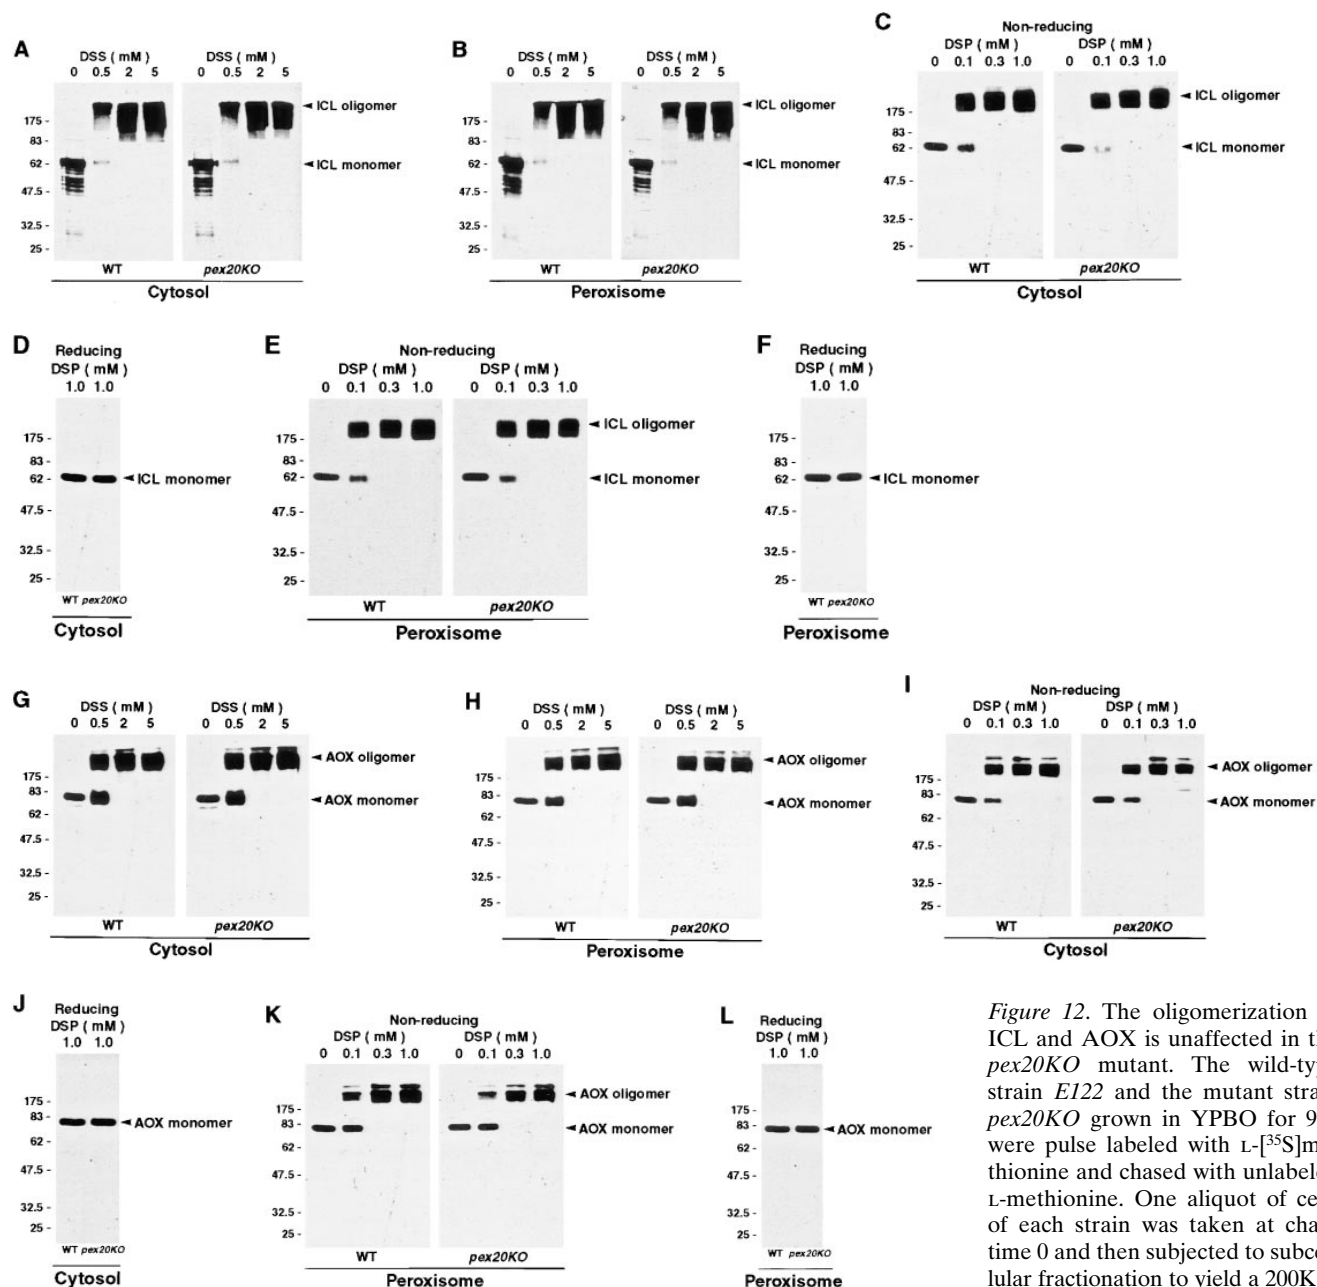 A
DSS ( mM )
0 0.5 2 5
DSS ( mM )
0 0.5 2 5
175 -
83 -
62 -
47.5 -
32.5 -
25 -
ICL oligomer
ICL monomer
WT
pex20KO
Cytosol
B
DSS ( mM )
0 0.5 2 5
DSS ( mM )
0 0.5 2 5
175 -
83 -
62 -
47.5 -
32.5 -
25 -
ICL oligomer
ICL monomer
WT
pex20KO
Peroxisome
C
Non-reducing
DSP ( mM )
0 0.1 0.3 1.0
DSP ( mM )
0 0.1 0.3 1.0
175 -
83 -
62 -
47.5 -
32.5 -
25 -
ICL oligomer
ICL monomer
WT
pex20KO
Cytosol
D
Reducing
DSP ( mM )
1.0 1.0
175 -
83 -
62 -
47.5 -
32.5 -
25 -
ICL monomer
WT pex20KO
Cytosol
E
Non-reducing
DSP ( mM )
0 0.1 0.3 1.0
DSP ( mM )
0 0.1 0.3 1.0
175 -
83 -
62 -
47.5 -
32.5 -
25 -
ICL oligomer
ICL monomer
WT
pex20KO
Peroxisome
F
Reducing
DSP ( mM )
1.0 1.0
175 -
83 -
62 -
47.5 -
32.5 -
25 -
ICL monomer
WT pex20KO
Peroxisome
G
DSS ( mM )
0 0.5 2 5
DSS ( mM )
0 0.5 2 5
175 -
83 -
62 -
47.5 -
32.5 -
25 -
AOX oligomer
AOX monomer
WT
pex20KO
Cytosol
H
DSS ( mM )
0 0.5 2 5
DSS ( mM )
0 0.5 2 5
175 -
83 -
62 -
47.5 -
32.5 -
25 -
AOX oligomer
AOX monomer
WT
pex20KO
Peroxisome
I
Non-reducing
DSP ( mM )
0 0.1 0.3 1.0
DSP ( mM )
0 0.1 0.3 1.0
175 -
83 -
62 -
47.5 -
32.5 -
25 -
AOX oligomer
AOX monomer
WT
pex20KO
Cytosol
J
Reducing
DSP ( mM )
1.0 1.0
175 -
83 -
62 -
47.5 -
32.5 -
25 -
AOX monomer
WT pex20KO
Cytosol
K
Non-reducing
DSP ( mM )
0 0.1 0.3 1.0
DSP ( mM )
0 0.1 0.3 1.0
175 -
83 -
62 -
47.5 -
32.5 -
25 -
AOX oligomer
AOX monomer
WT
pex20KO
Peroxisome
L
Reducing
DSP ( mM )
1.0 1.0
175 -
83 -
62 -
47.5 -
32.5 -
25 -
AOX monomer
WT pex20KO
Peroxisome
Figure 12. The oligomerization
ICL and AOX is unaffected in
pex20KO mutant. The wild-
strain E122 and the mutant
pex20KO grown in YPBO for 9
were pulse labeled with L-[35S]
thionine and chased with
L-methionine. One aliquot of
of each strain was taken at
time 0 and then subjected to
lular fractionation to yield a 200K